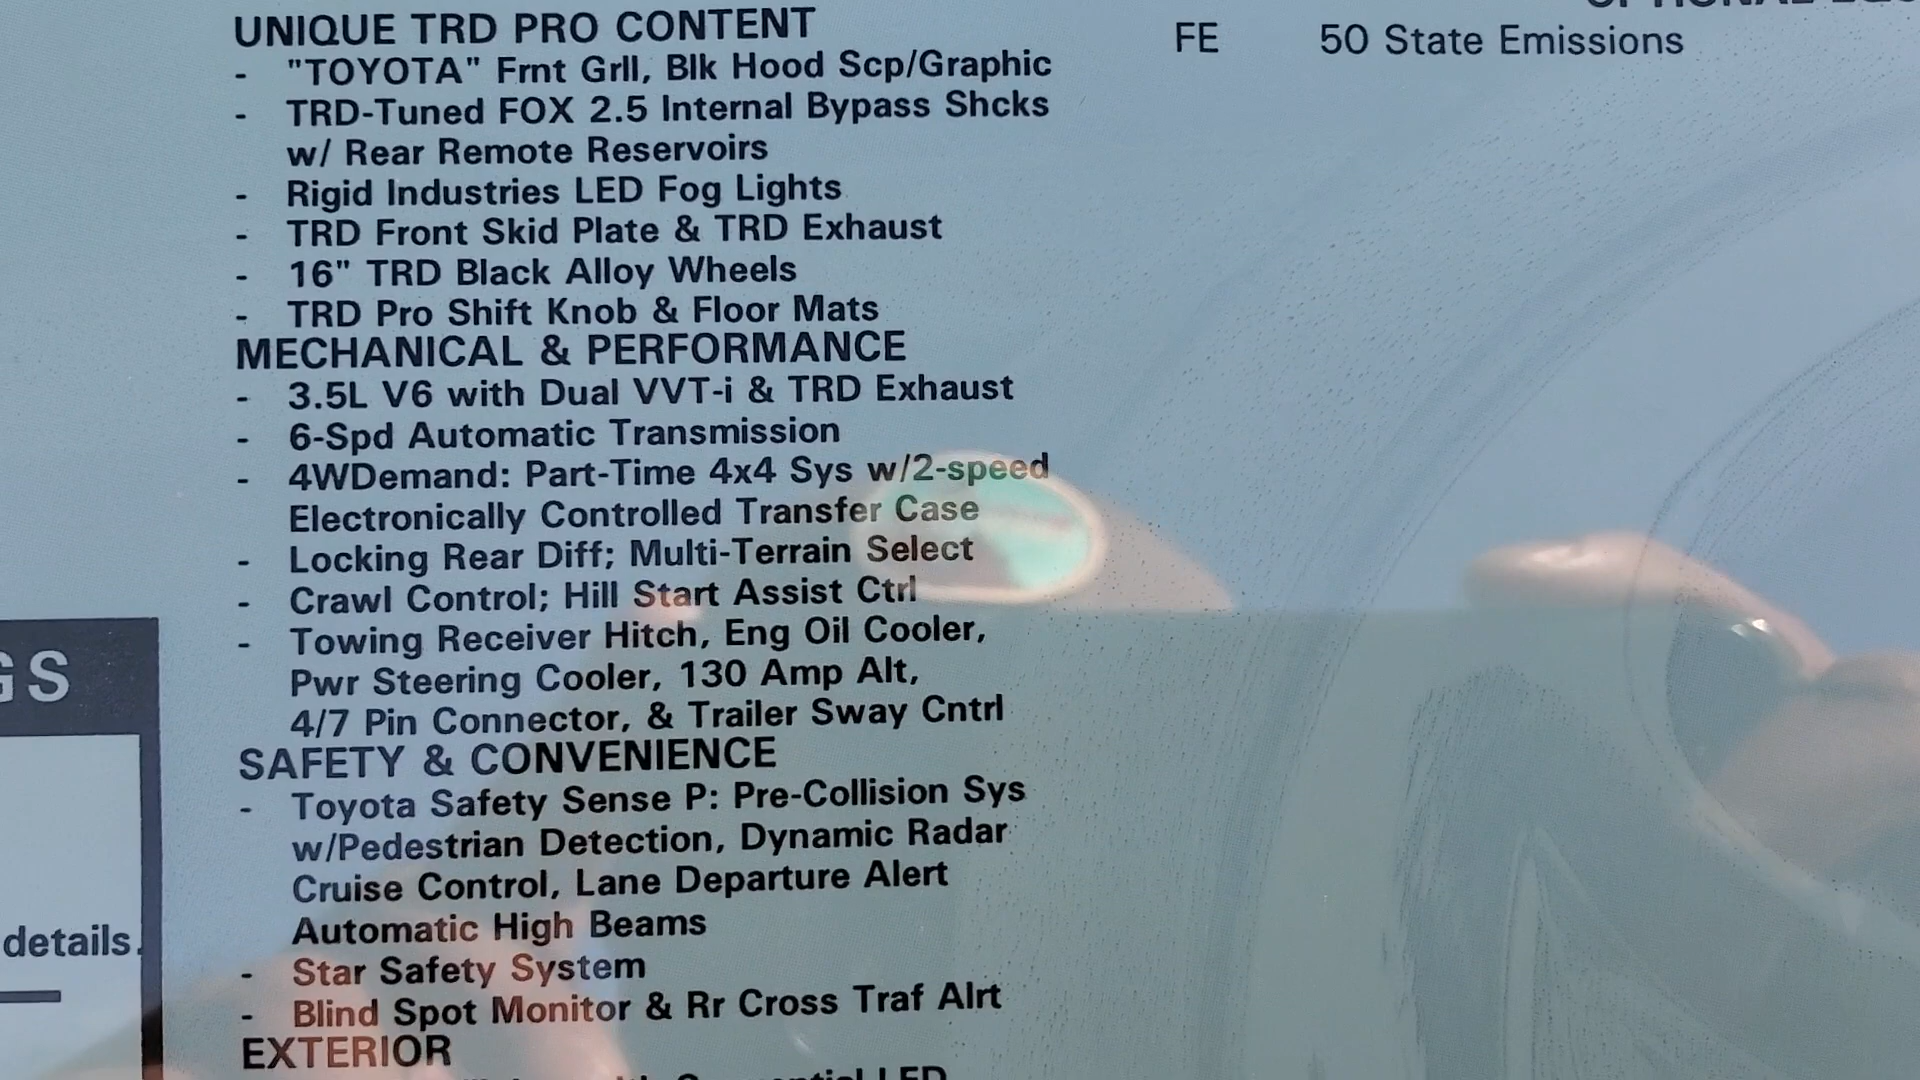 UNIQUE TRD PRO CONTENT
- "TOYOTA" Frnt Grll, Blk Hood Scp/Graphic
- TRD-Tuned FOX 2.5 Internal Bypass Shcks
w/ Rear Remote Reservoirs
- Rigid Industries LED Fog Lights
- TRD Front Skid Plate & TRD Exhaust
- 16" TRD Black Alloy Wheels
- TRD Pro Shift Knob & Floor Mats
MECHANICAL & PERFORMANCE
- 3.5L V6 with Dual VVT-i & TRD Exhaust
- 6-Spd Automatic Transmission
- 4WDemand: Part-Time 4x4 Sys w/2-speed
Electronically Controlled Transfer Case
- Locking Rear Diff; Multi-Terrain Select
- Crawl Control; Hill Start Assist Ctrl
- Towing Receiver Hitch, Eng Oil Cooler,
Pwr Steering Cooler, 130 Amp Alt,
4/7 Pin Connector, & Trailer Sway Cntrl
SAFETY & CONVENIENCE
- Toyota Safety Sense P: Pre-Collision Sys
w/Pedestrian Detection, Dynamic Radar
Cruise Control, Lane Departure Alert
Automatic High Beams
- Star Safety System
- Blind Spot Monitor & Rr Cross Traf Alrt
EXTERIOR
LED
FE 50 State Emissions
GS
details.